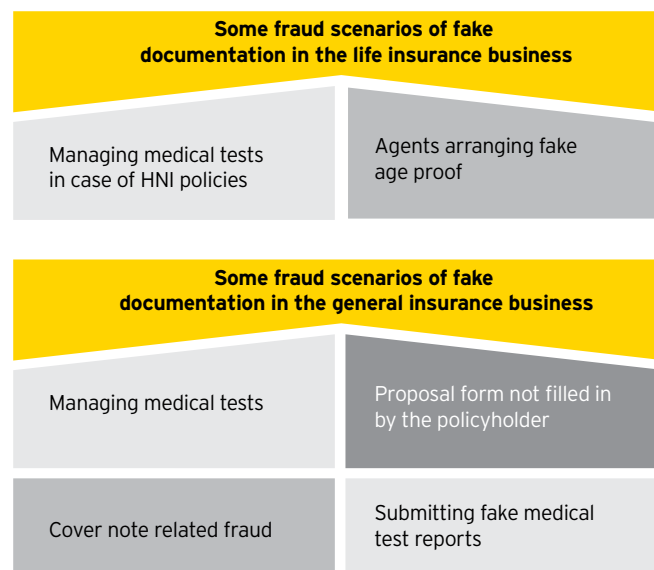 Some fraud scenarios of fake
documentation in the life insurance business
Managing medical tests
in case of HNI policies
Agents arranging fake
age proof
Some fraud scenarios of fake
documentation in the general insurance business
Managing medical tests
Proposal form not filled in
by the policyholder
Cover note related fraud
Submitting fake medical
test reports